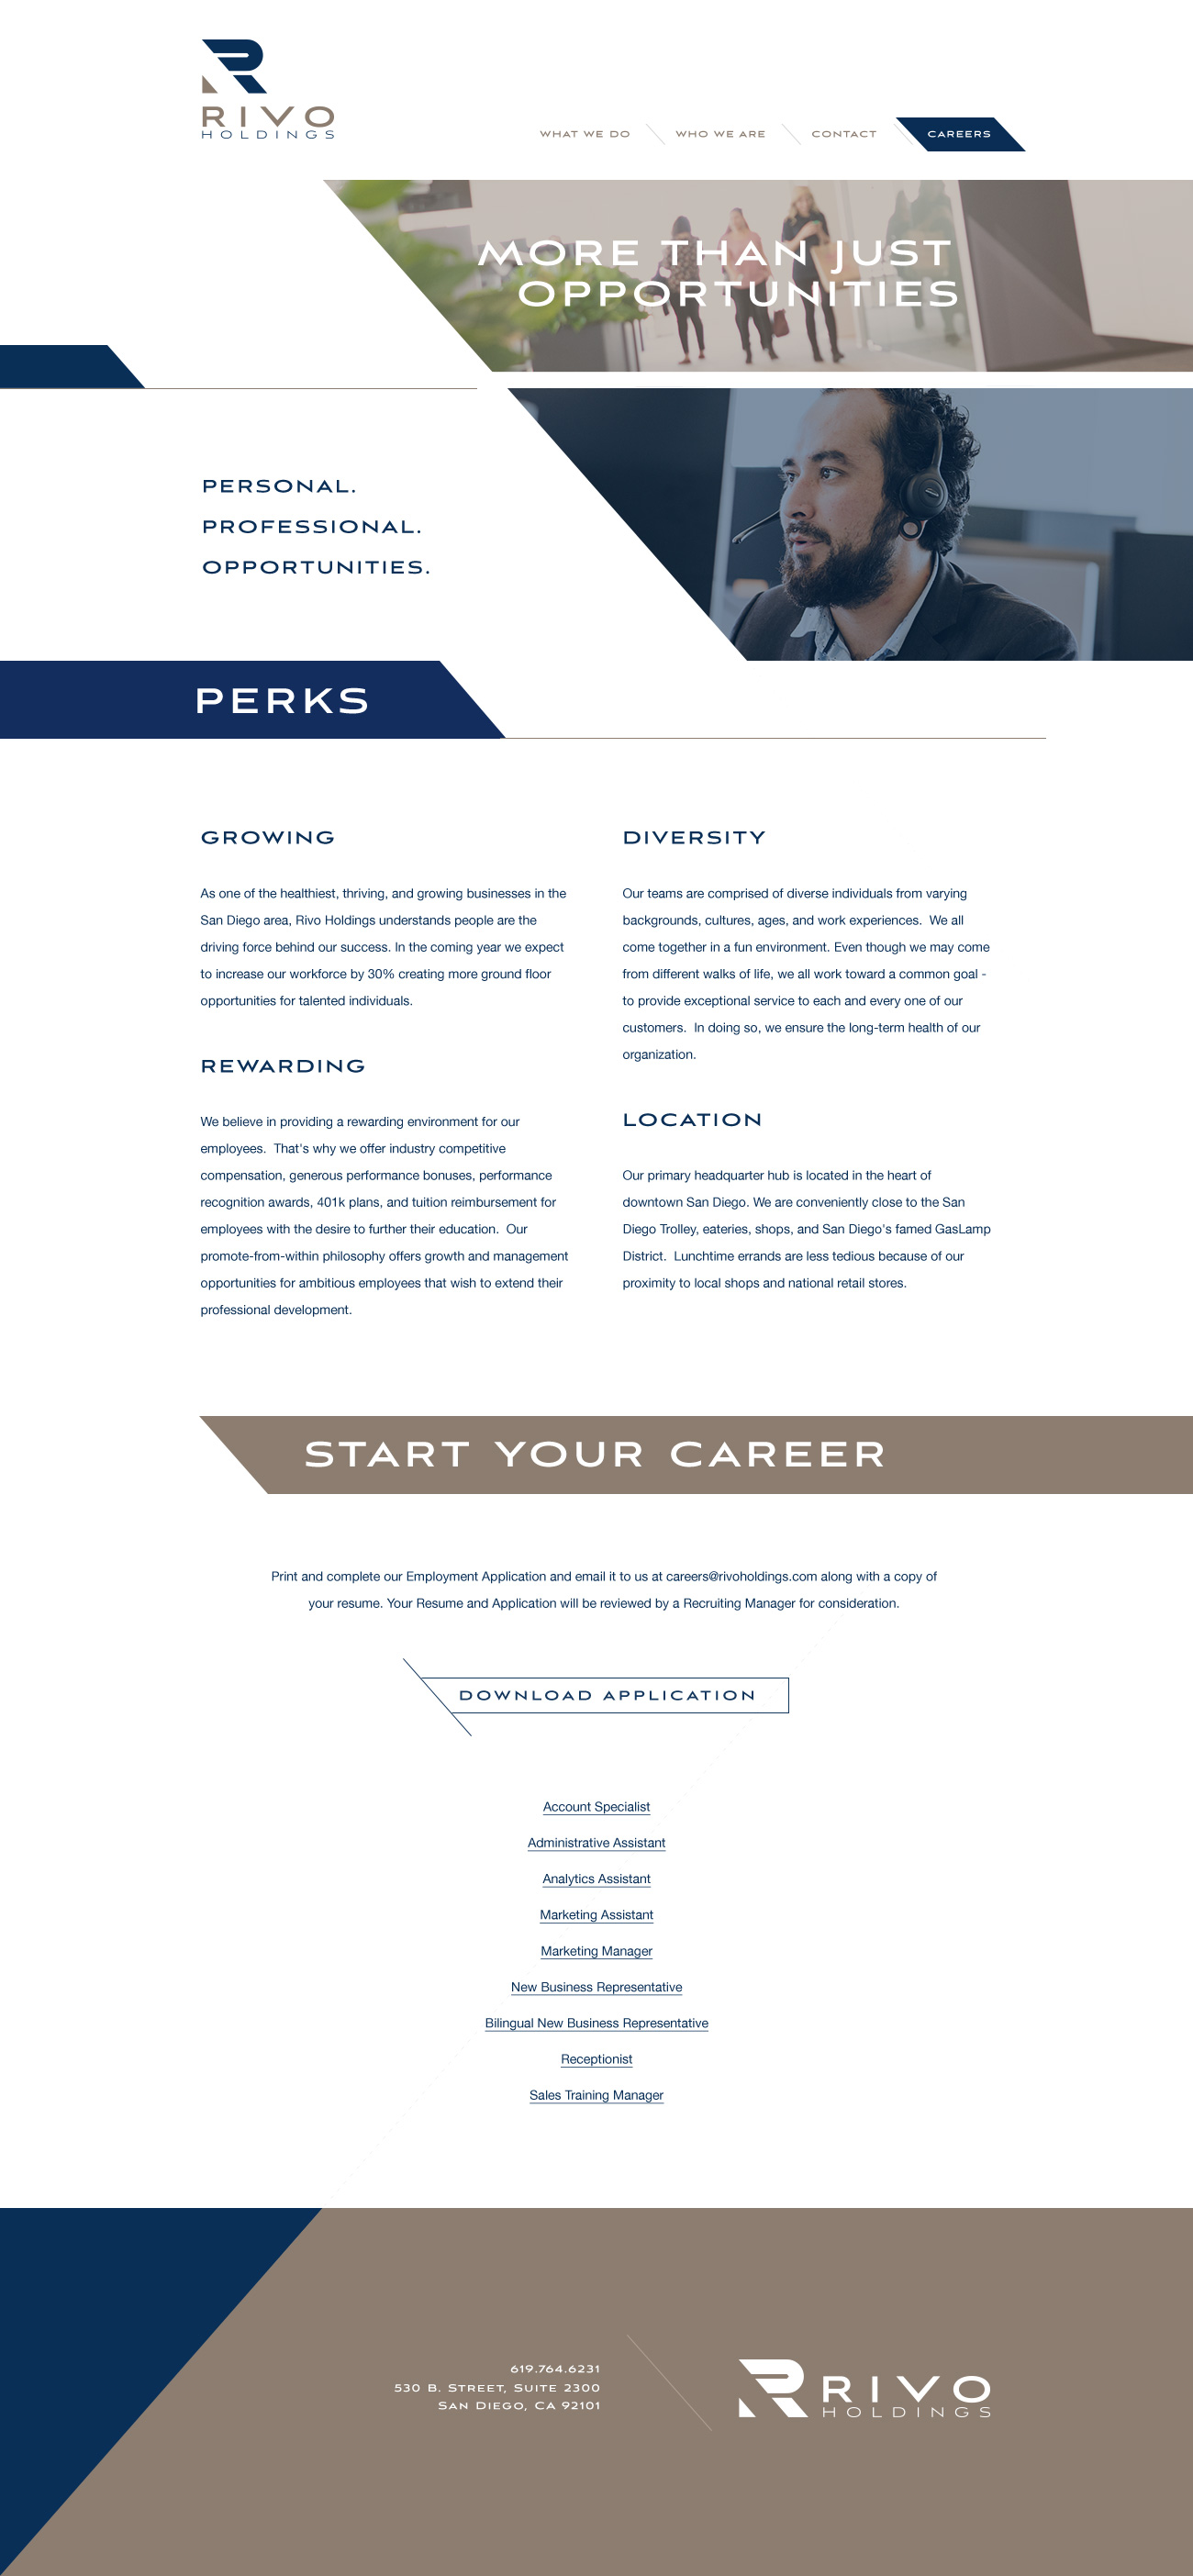 RIVO
HOLDINGS
WHAT WE DO
WHO WE ARE
CONTACT
CAREERS
MORE THAN JUST
OPPORTUNITIES
PERSONAL.
PROFESSIONAL.
OPPORTUNITIES.
PERKS
GROWING
As one of the healthiest, thriving, and growing businesses in the
San Diego area, Rivo Holdings understands people are the
driving force behind our success. In the coming year we expect
to increase our workforce by 30% creating more ground floor
opportunities for talented individuals.
REWARDING
We believe in providing a rewarding environment for our
employees.  That's why we offer industry competitive
compensation, generous performance bonuses, performance
recognition awards, 401k plans, and tuition reimbursement for
employees with the desire to further their education.  Our
promote-from-within philosophy offers growth and management
opportunities for ambitious employees that wish to extend their
professional development.
DIVERSITY
Our teams are comprised of diverse individuals from varying
backgrounds, cultures, ages, and work experiences.  We all
come together in a fun environment. Even though we may come
from different walks of life, we all work toward a common goal -
to provide exceptional service to each and every one of our
customers.  In doing so, we ensure the long-term health of our
organization.
LOCATION
Our primary headquarter hub is located in the heart of
downtown San Diego. We are conveniently close to the San
Diego Trolley, eateries, shops, and San Diego's famed GasLamp
District.  Lunchtime errands are less tedious because of our
proximity to local shops and national retail stores.
START YOUR CAREER
Print and complete our Employment Application and email it to us at careers@rivoholdings.com along with a copy of
your resume. Your Resume and Application will be reviewed by a Recruiting Manager for consideration.
DOWNLOAD APPLICATION
Account Specialist
Administrative Assistant
Analytics Assistant
Marketing Assistant
Marketing Manager
New Business Representative
Bilingual New Business Representative
Receptionist
Sales Training Manager
619.764.6231
530 B. STREET, SUITE 2300
SAN DIEGO, CA 92101
RIVO
HOLDINGS